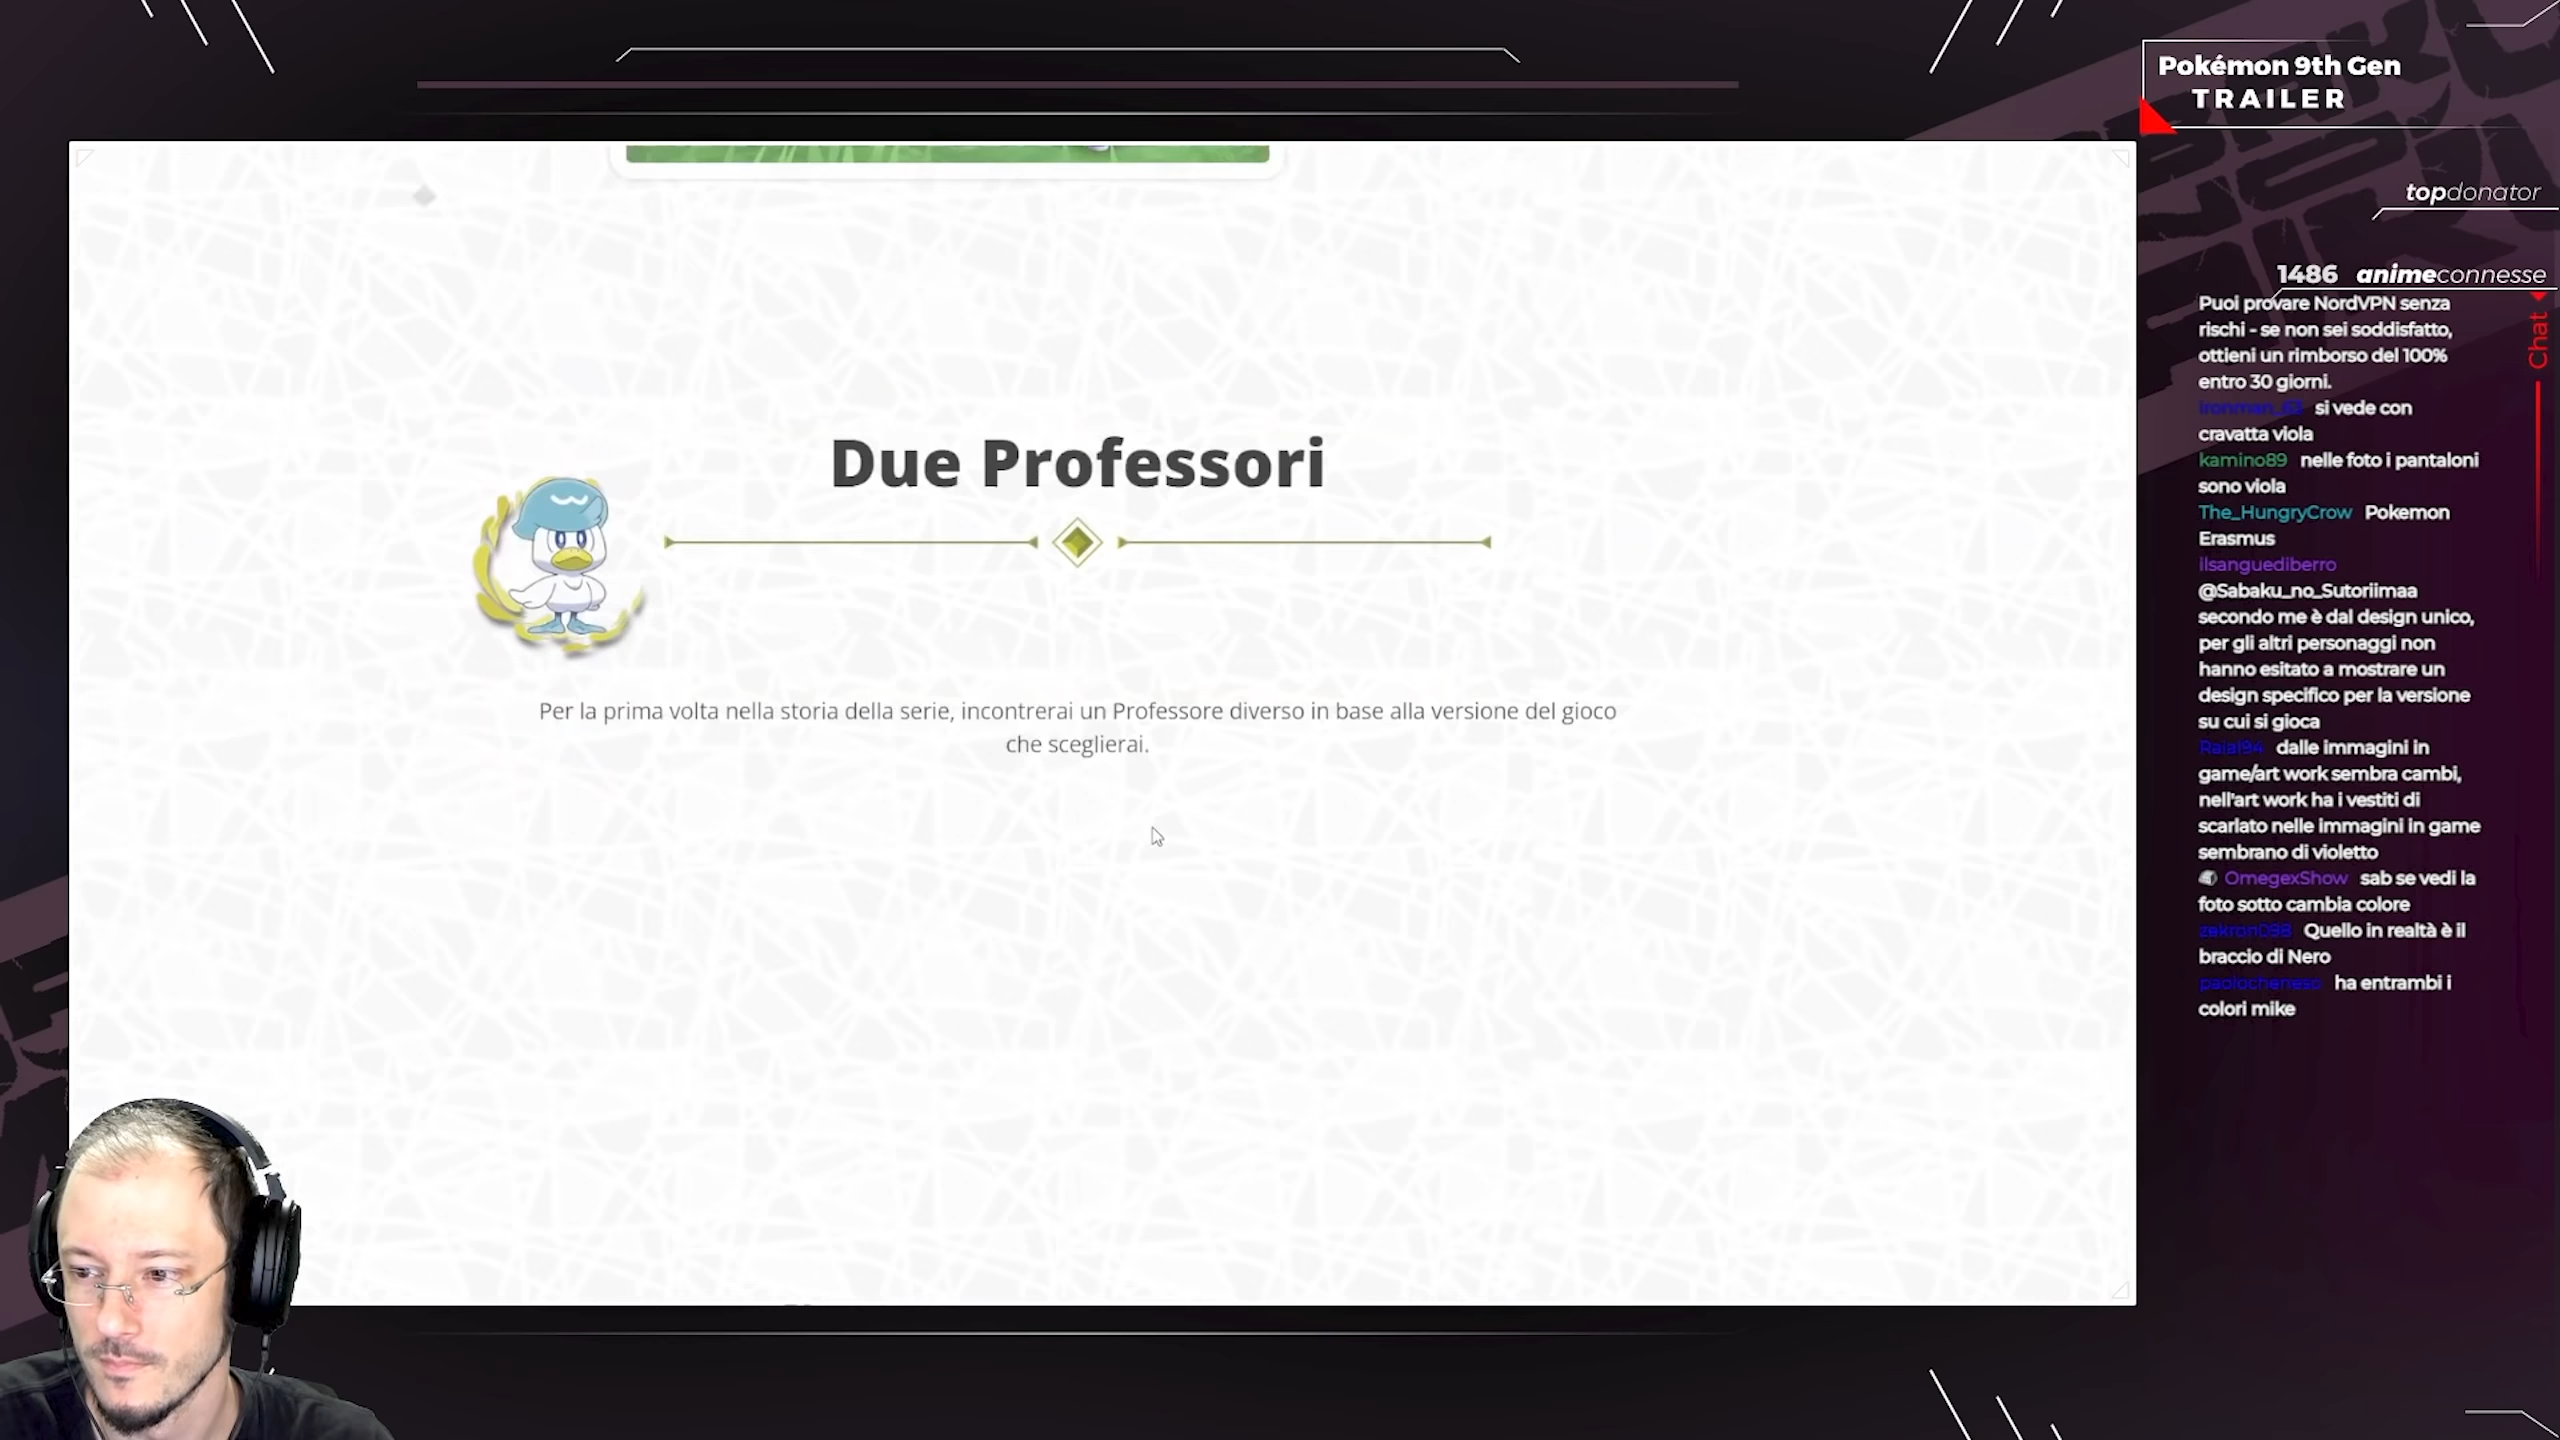 Pokémon 9th Gen
TRAILER
topdonator
1486 animeconnesse
Due Professori
Per la prima volta nella storia della serie, incontrerai un Professore diverso in base alla versione del gioco
che sceglierai.
Chat
Puoi provare NordVPN senza
rischi - se non sei soddisfatto,
ottieni un rimborso del 100%
entro 30 giorni.
si vede con
cravatta viola
kamino89 nelle foto i pantaloni
sono viola
The_HungryCrow Pokemon
Erasmus
ilsanguediberro
@Sabaku_no_Sutoriimaa
secondo me è dal design unico,
per gli altri personaggi non
hanno esitato a mostrare un
design specifico per la versione
su cui si gioca
dalle immagini in
game/art work sembra cambi,
nell'art work ha i vestiti di
scarlato nelle immagini in game
sembrano di violetto
OmegexShow sab se vedi la
foto sotto cambia colore
zekron098 Quello in realtà è il
braccio di Nero
ha entrambi i
colori mike